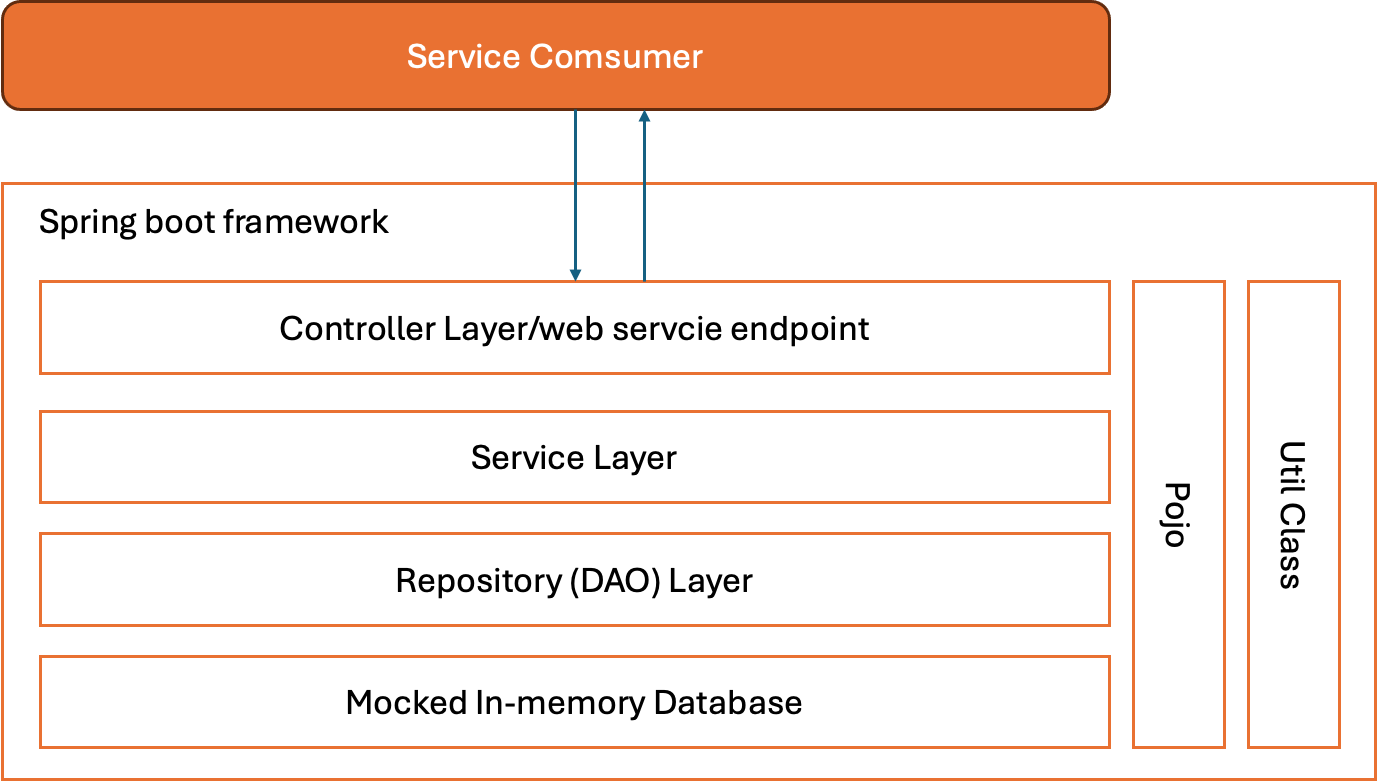 Service Comsumer
Spring boot framework
Controller Layer/web servcie endpoint
Service Layer
Repository (DAO) Layer
Mocked In-memory Database
Pojo
Util Class